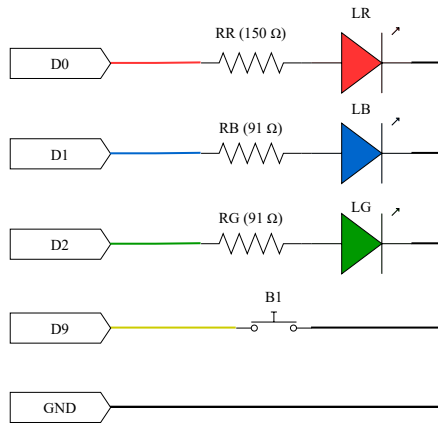 LR
RR (150 Ω)
D0
LB
RB (91 Ω)
D1
LG
RG (91 Ω)
D2
B1
D9
GND